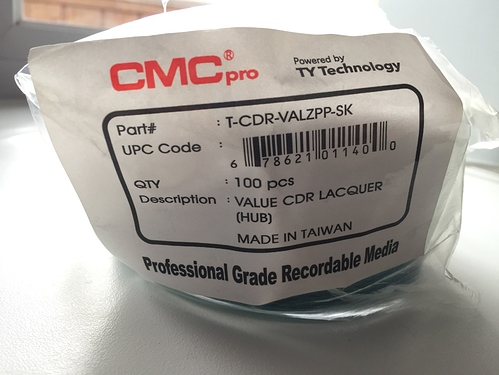 CMC® pro
Powered by
TY Technology
Part# : T-CDR-VALZPP-SK
UPC Code :
6 78621 01140 0
QTY : 100 pcs
Description : VALUE CDR LACQUER
(HUB)
MADE IN TAIWAN
Professional Grade Recordable Media